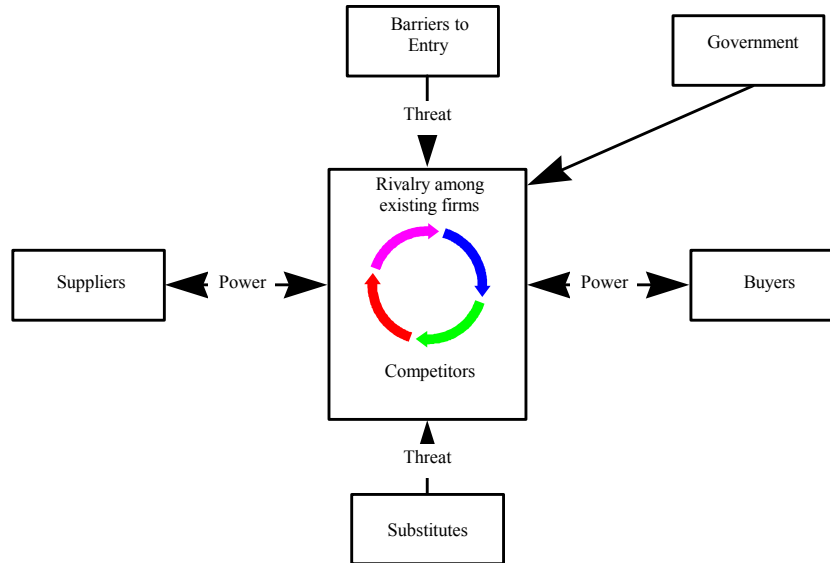 Barriers to
Entry
Government
Threat
Rivalry among
existing firms
Suppliers
Power
Power
Buyers
Competitors
Threat
Substitutes